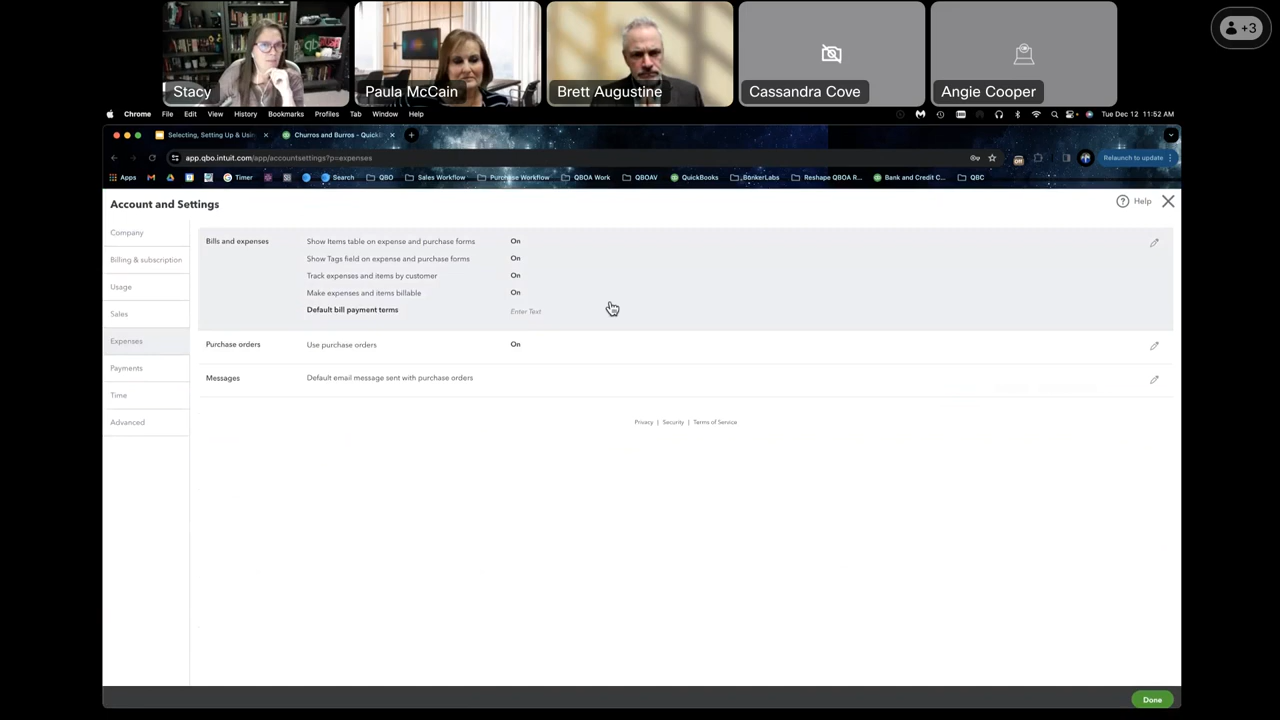 Stacy
Paula McCain
Brett Augustine
Cassandra Cove
Angie Cooper
+3
Chrome File Edit View History Bookmarks Profiles Tab Window Help
Tue Dec 12 11:52 AM
Selecting, Setting Up & Usin
Churros and Burros – QuickB
app.qbo.intuit.com/app/accountsettings?p=expenses
Relaunch to update
Apps
Timer
Search
QBO
Sales Workflow
Purchase Workflow
QBOA Work
QBOAV
QuickBooks
BonkerLabs
Reshape QBOA R...
Bank and Credit C...
QBC
Account and Settings
Help
Company
Billing & subscription
Usage
Sales
Expenses
Payments
Time
Advanced
Bills and expenses
Show Items table on expense and purchase forms On
Show Tags field on expense and purchase forms On
Track expenses and items by customer On
Make expenses and items billable On
Default bill payment terms Enter Text
Purchase orders Use purchase orders On
Messages Default email message sent with purchase orders
Privacy | Security | Terms of Service
Done